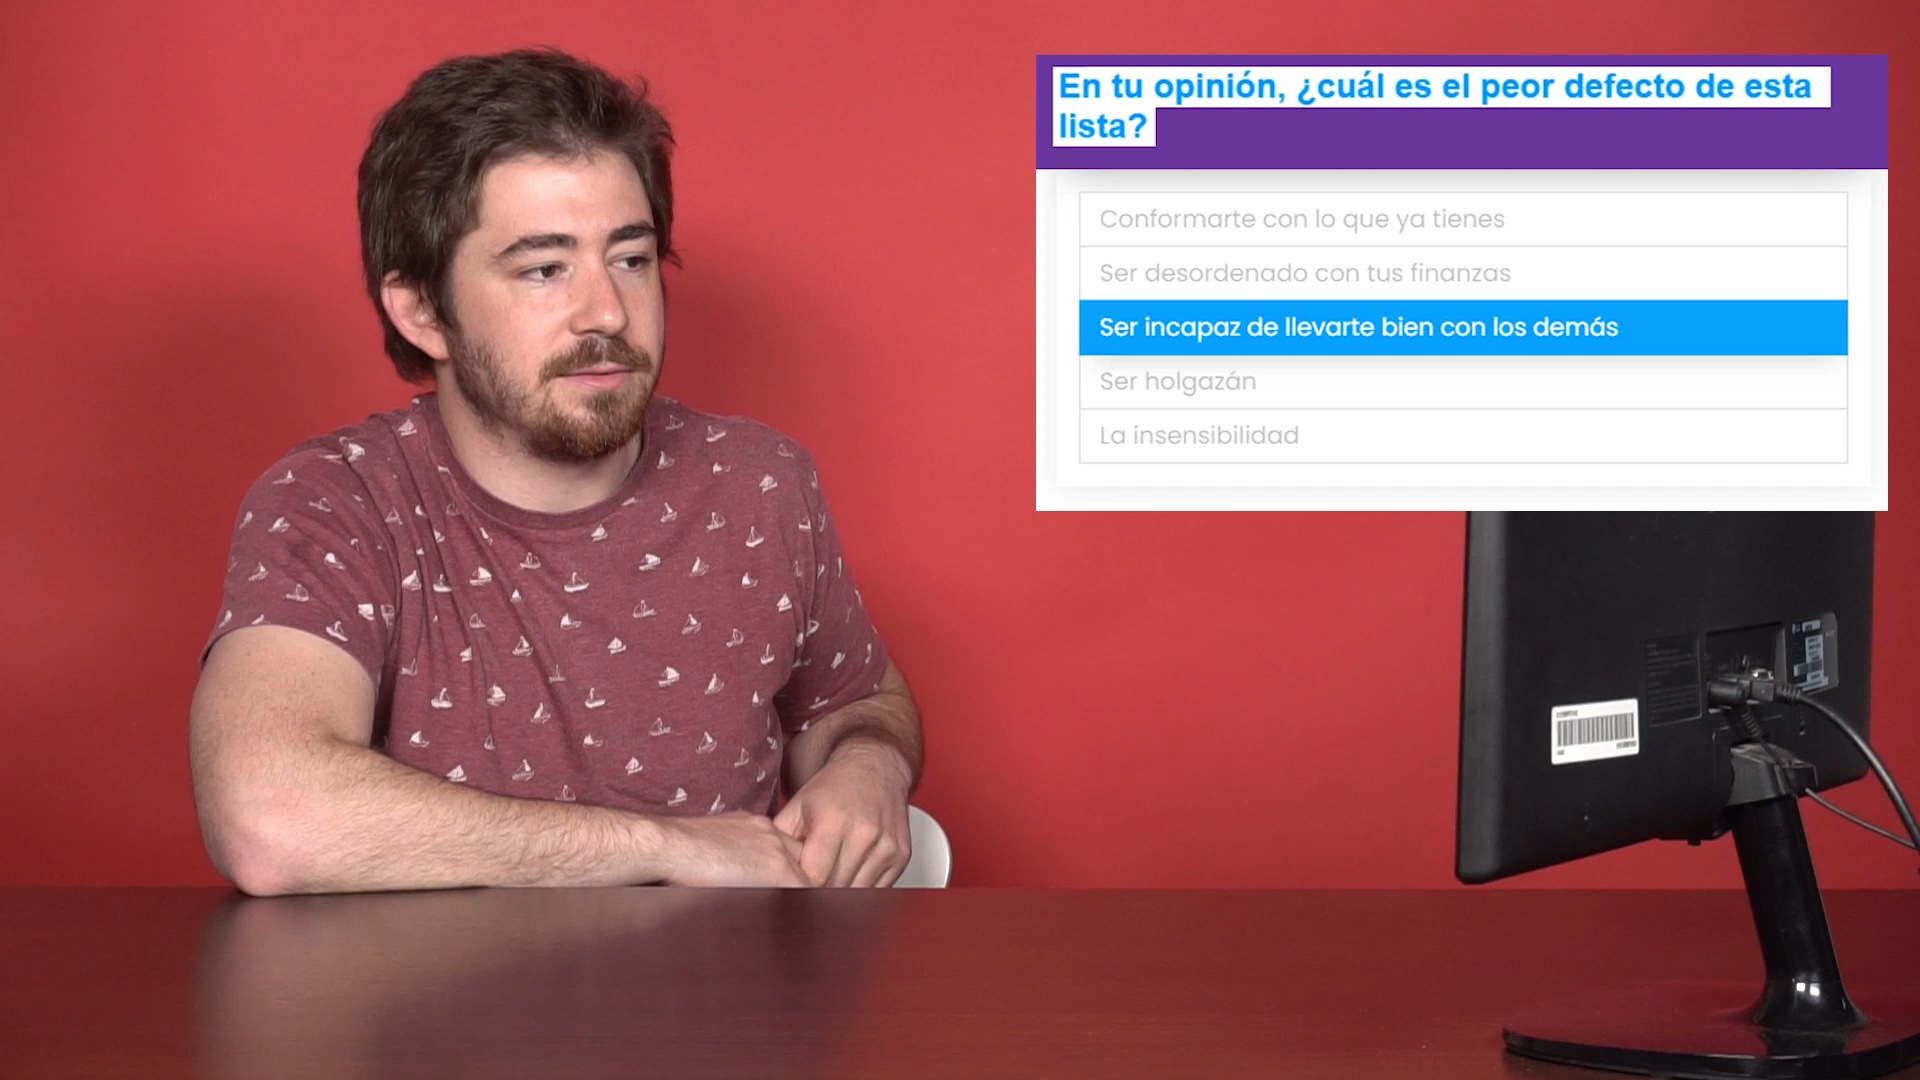 En tu opinión, ¿cuál es el peor defecto de esta
lista?
Conformarte con lo que ya tienes
Ser desordenado con tus finanzas
Ser incapaz de llevarte bien con los demás
Ser holgazán
La insensibilidad